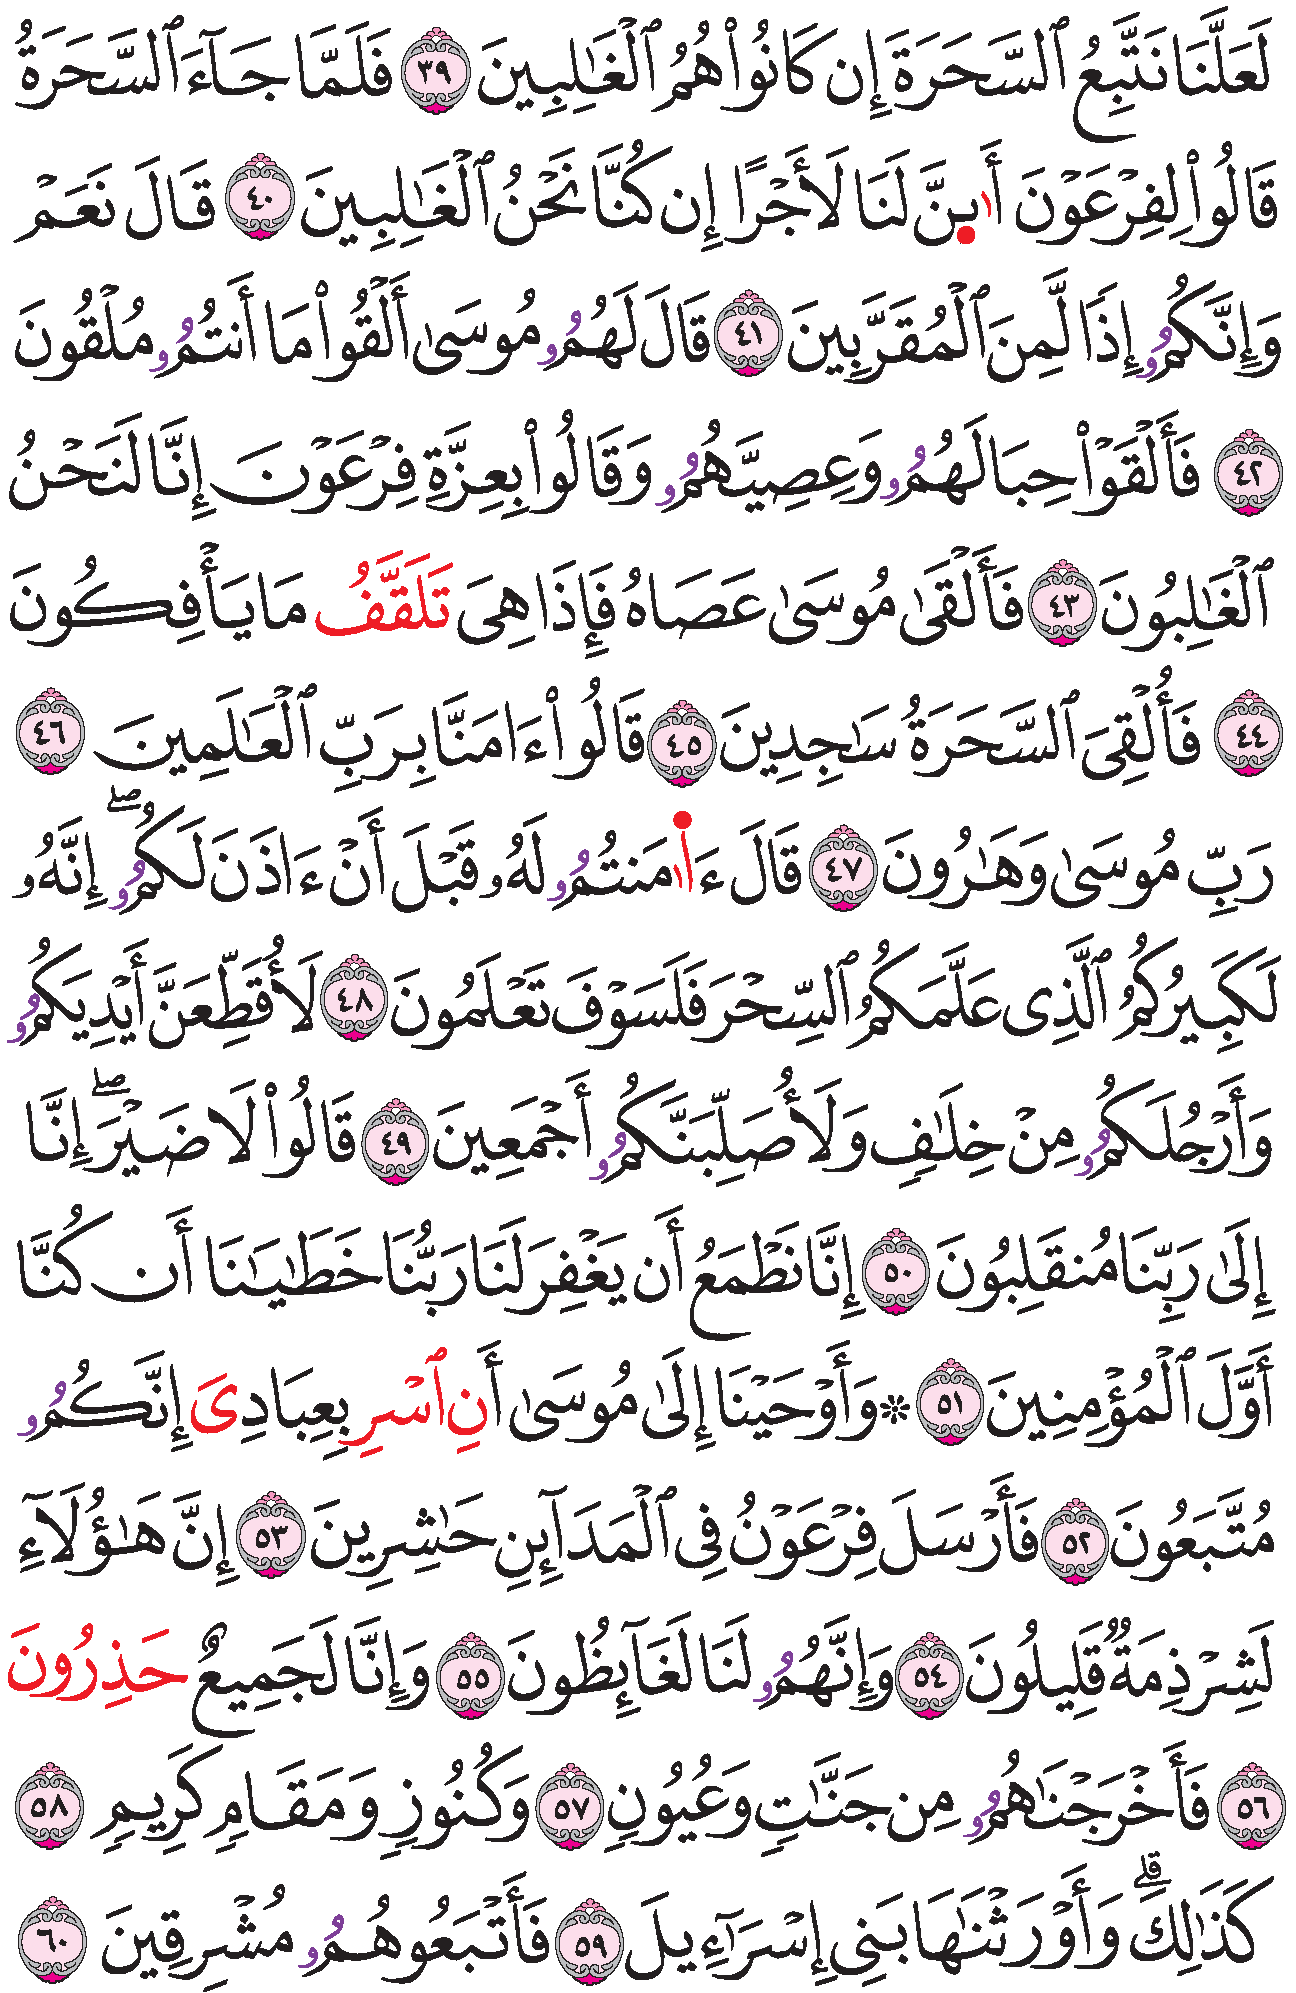 لَعَلَّنَا نَتَّبِعُ ٱلسَّحَرَةَ إِن كَانُوا۟ هُمُ ٱلْغَـٰلِبِينَ ٣٩ فَلَمَّا جَآءَ ٱلسَّحَرَةُ
قَالُوا۟ لِفِرْعَوْنَ أَىِٕنَّ لَنَا لَأَجْرًا إِن كُنَّا نَحْنُ ٱلْغَـٰلِبِينَ ٤٠ قَالَ نَعَمْ
وَإِنَّكُمُۥ إِذًا لَّمِنَ ٱلْمُقَرَّبِينَ ٤١ قَالَ لَهُمُۥ مُوسَىٰ أَلْقُوا۟ مَا أَنتُمُۥ مُلْقُونَ
٤٢ فَأَلْقَوْا۟ حِبَالَهُمُۥ وَعِصِيَّهُمُۥ وَقَالُوا۟ بِعِزَّةِ فِرْعَوْنَ إِنَّا لَنَحْنُ
ٱلْغَـٰلِبُونَ ٤٣ فَأَلْقَىٰ مُوسَىٰ عَصَاهُ فَإِذَا هِىَ تَلَقَّفُ مَا يَأْفِكُونَ
٤٤ فَأُلْقِىَ ٱلسَّحَرَةُ سَـٰجِدِينَ ٤٥ قَالُوا۟ ءَامَنَّا بِرَبِّ ٱلْعَـٰلَمِينَ ٤٦
رَبِّ مُوسَىٰ وَهَـٰرُونَ ٤٧ قَالَ ءَا۬مَنتُمُۥ لَهُۥ قَبْلَ أَنْ ءَاذَنَ لَكُمُۥۖ إِنَّهُۥ
لَكَبِيرُكُمُ ٱلَّذِى عَلَّمَكُمُ ٱلسِّحْرَ فَلَسَوْفَ تَعْلَمُونَ ٤٨ لَأُقَطِّعَنَّ أَيْدِيَكُمُۥ
وَأَرْجُلَكُمُۥ مِنْ خِلَـٰفٍ وَلَأُصَلِّبَنَّكُمُۥ أَجْمَعِينَ ٤٩ قَالُوا۟ لَا ضَيْرَۖ إِنَّا
إِلَىٰ رَبِّنَا مُنقَلِبُونَ ٥٠ إِنَّا نَطْمَعُ أَن يَغْفِرَ لَنَا رَبُّنَا خَطَـٰيَـٰنَا أَن كُنَّا
أَوَّلَ ٱلْمُؤْمِنِينَ ٥١ ۞ وَأَوْحَيْنَا إِلَىٰ مُوسَىٰ أَنِ ٱسْرِ بِعِبَادِىَ إِنَّكُمُۥ
مُتَّبَعُونَ ٥٢ فَأَرْسَلَ فِرْعَوْنُ فِى ٱلْمَدَآئِنِ حَـٰشِرِينَ ٥٣ إِنَّ هَـٰؤُلَآءِ
لَشِرْذِمَةٌ قَلِيلُونَ ٥٤ وَإِنَّهُمُۥ لَنَا لَغَآئِظُونَ ٥٥ وَإِنَّا لَجَمِيعٌ حَذِرُونَ
٥٦ فَأَخْرَجْنَـٰهُمُۥ مِن جَنَّـٰتٍ وَعُيُونٍ ٥٧ وَكُنُوزٍ وَمَقَامٍ كَرِيمٍ ٥٨
كَذَٰلِكَۗ وَأَوْرَثْنَـٰهَا بَنِى إِسْرَآءِيلَ ٥٩ فَأَتْبَعُوهُمُۥ مُشْرِقِينَ ٦٠